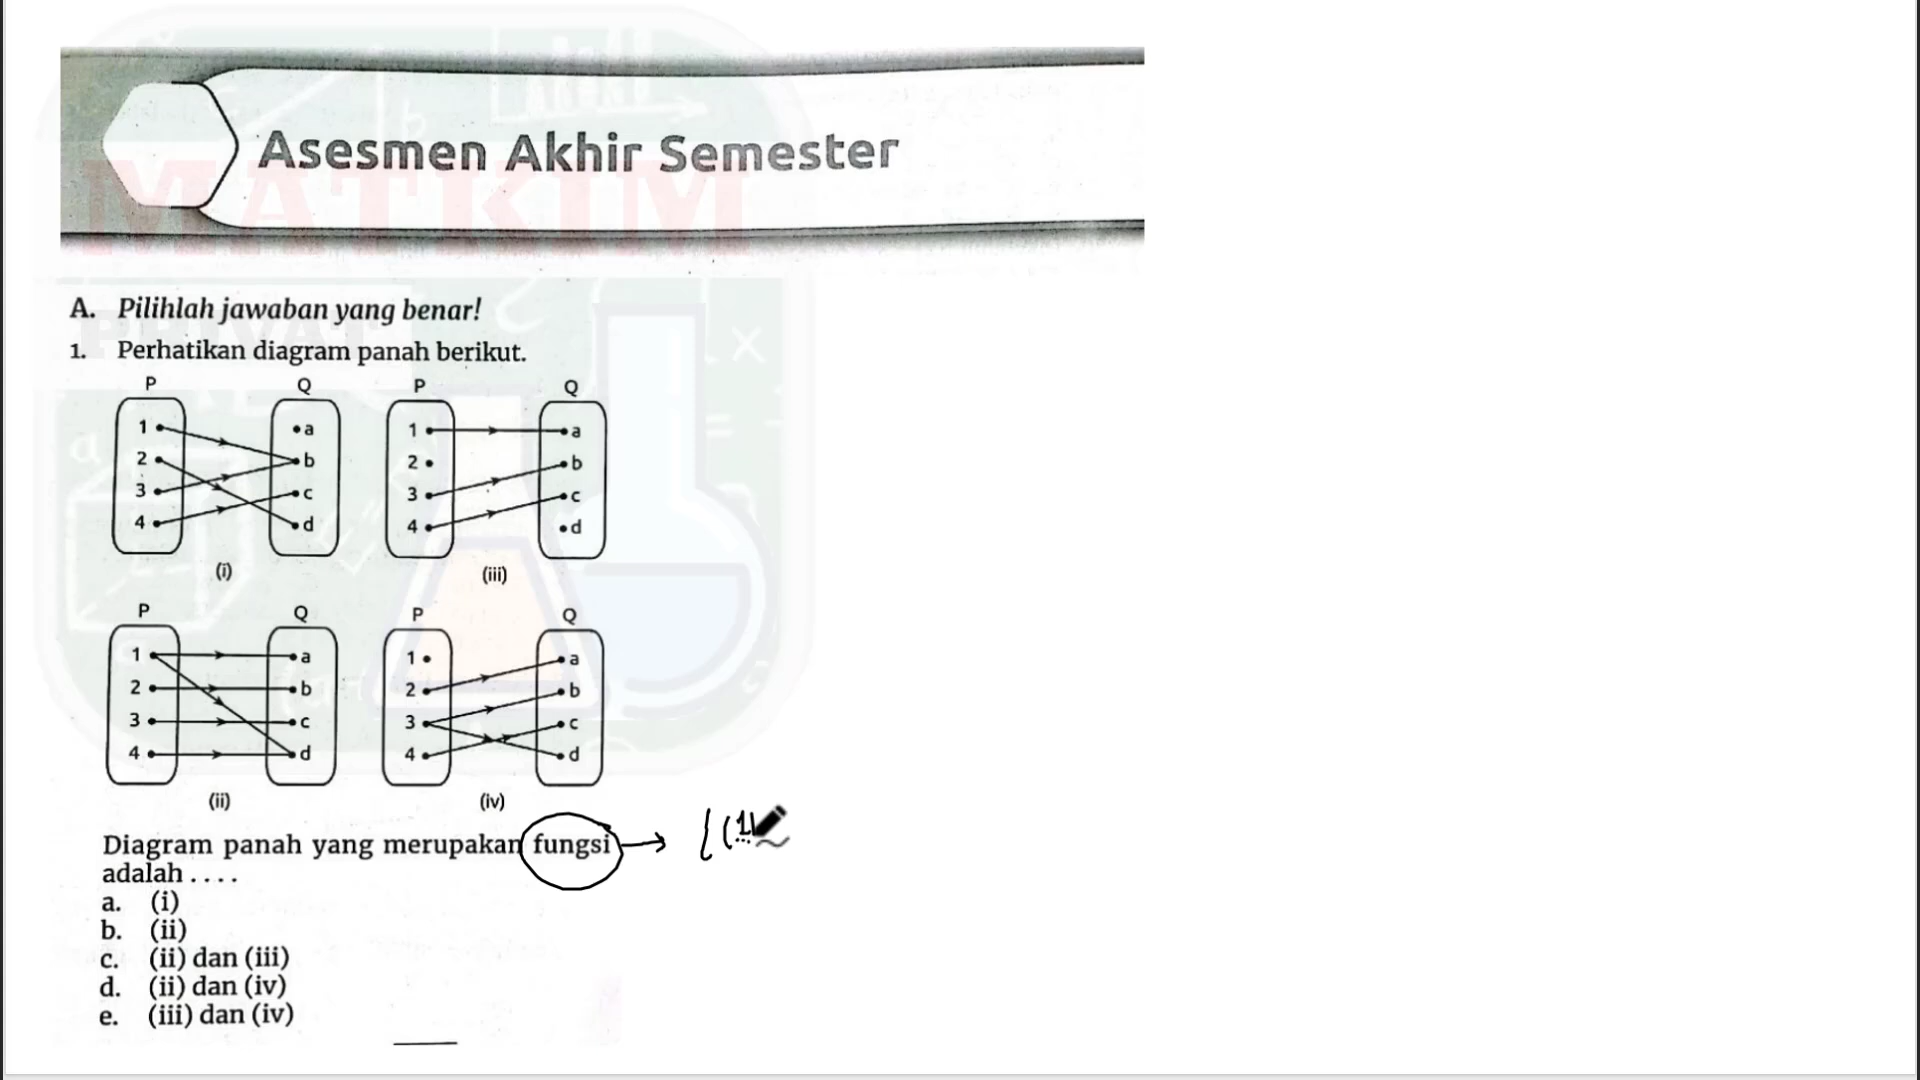 Asesmen Akhir Semester
MATKIM
PRIVAT
A. Pilihlah jawaban yang benar!
1. Perhatikan diagram panah berikut.
P Q P Q
1 a 1 a
2 b 2 b
3 c 3 c
4 d 4 d
(i) (iii)
P Q P Q
1 a 1 a
2 b 2 b
3 c 3 c
4 d 4 d
(ii) (iv)
Diagram panah yang merupakan fungsi
adalah . . . .
a. (i)
b. (ii)
c. (ii) dan (iii)
d. (ii) dan (iv)
e. (iii) dan (iv)